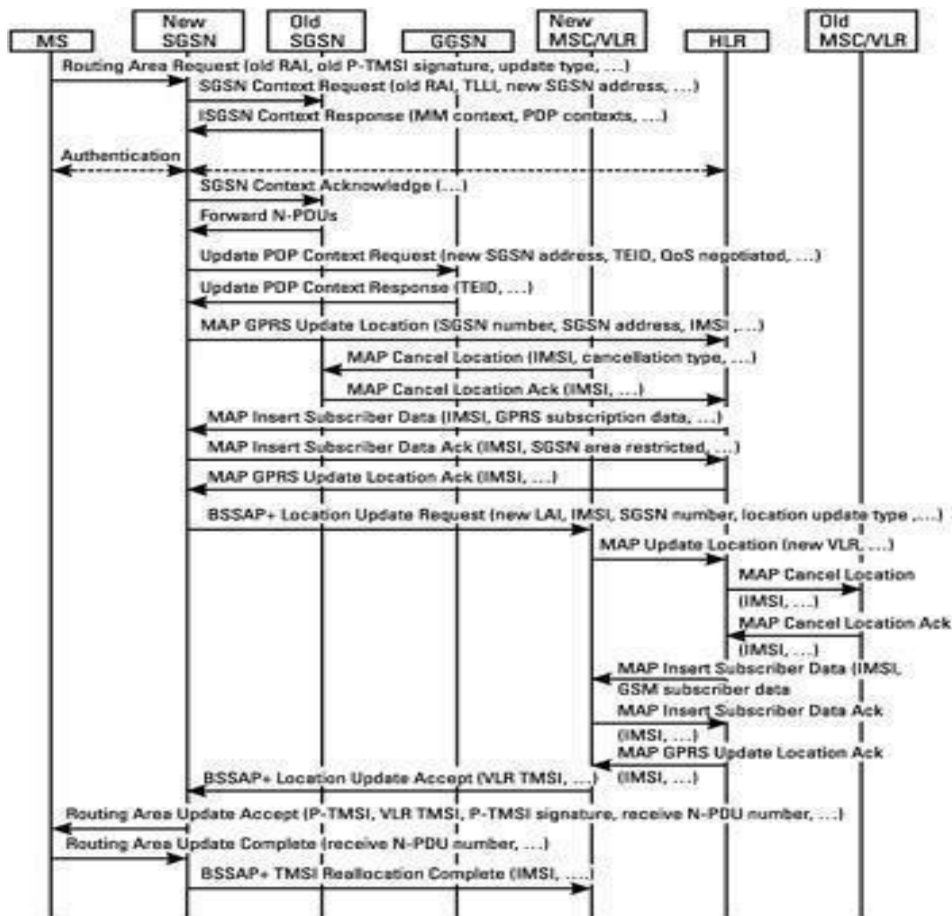 MS
New SGSN
Old SGSN
GGSN
New MSC/VLR
HLR
Old MSC/VLR
Routing Area Request (old RAI, old P-TMSI signature, update type, ...)
SGSN Context Request (old RAI, TLLI, new SGSN address, ...)
ISGSN Context Response (MM context, PDP contexts, ...)
Authentication
SGSN Context Acknowledge (...)
Forward N-PDUs
Update PDP Context Request (new SGSN address, TEID, QoS negotiated, ...)
Update PDP Context Response (TEID, ...)
MAP GPRS Update Location (SGSN number, SGSN address, IMSI ,...)
MAP Cancel Location (IMSI, cancellation type, ...)
MAP Cancel Location Ack (IMSI, ...)
MAP Insert Subscriber Data (IMSI, GPRS subscription data, ...)
MAP Insert Subscriber Data Ack (IMSI, SGSN area restricted, ...)
MAP GPRS Update Location Ack (IMSI, ...)
BSSAP+ Location Update Request (new LAI, IMSI, SGSN number, location update type ,...)
MAP Update Location (new VLR, ...)
MAP Cancel Location
(IMSI, ...)
MAP Cancel Location Ack
(IMSI, ...)
MAP Insert Subscriber Data (IMSI,
GSM subscriber data
MAP Insert Subscriber Data Ack
(IMSI, ...)
MAP GPRS Update Location Ack
(IMSI, ...)
BSSAP+ Location Update Accept (VLR TMSI, ...)
Routing Area Update Accept (P-TMSI, VLR TMSI, P-TMSI signature, receive N-PDU number, ...)
Routing Area Update Complete (receive N-PDU number, ...)
BSSAP+ TMSI Reallocation Complete (IMSI, ....)